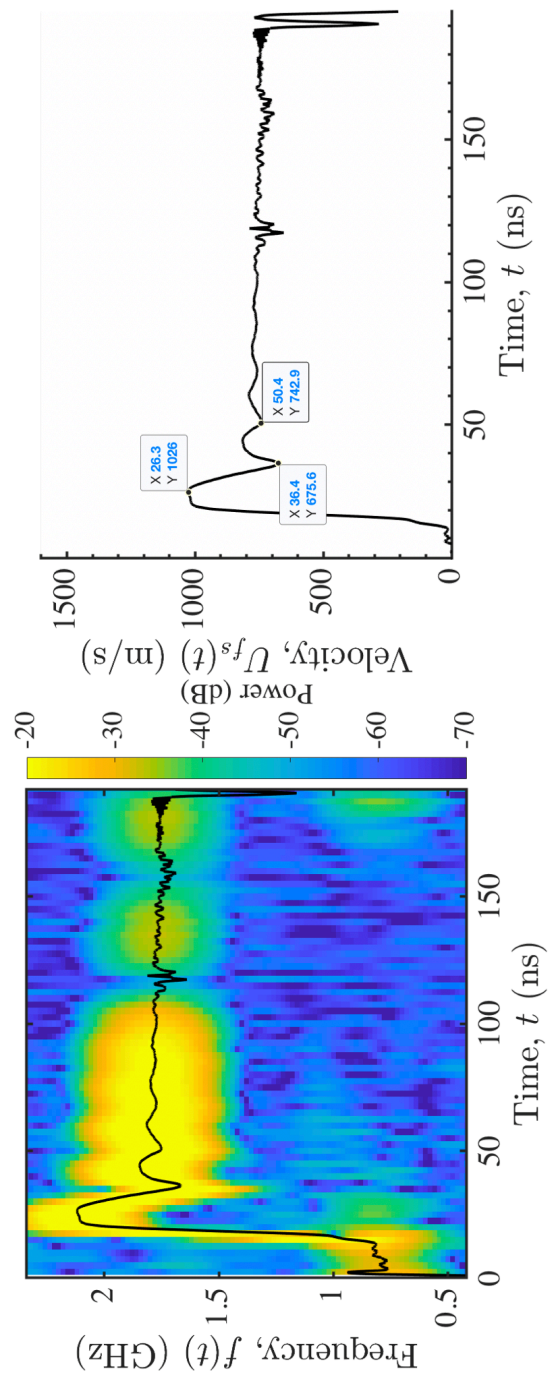 Frequency, f(t) (GHz)
2
1.5
1
0.5
0
50
100
150
Time, t (ns)
-20
-30
-40
-50
-60
-70
Power (dB)
Velocity, U_{fs}(t) (m/s)
1500
1000
500
0
50
100
150
Time, t (ns)
X 26.3
Y 1026
X 36.4
Y 675.6
X 50.4
Y 742.9